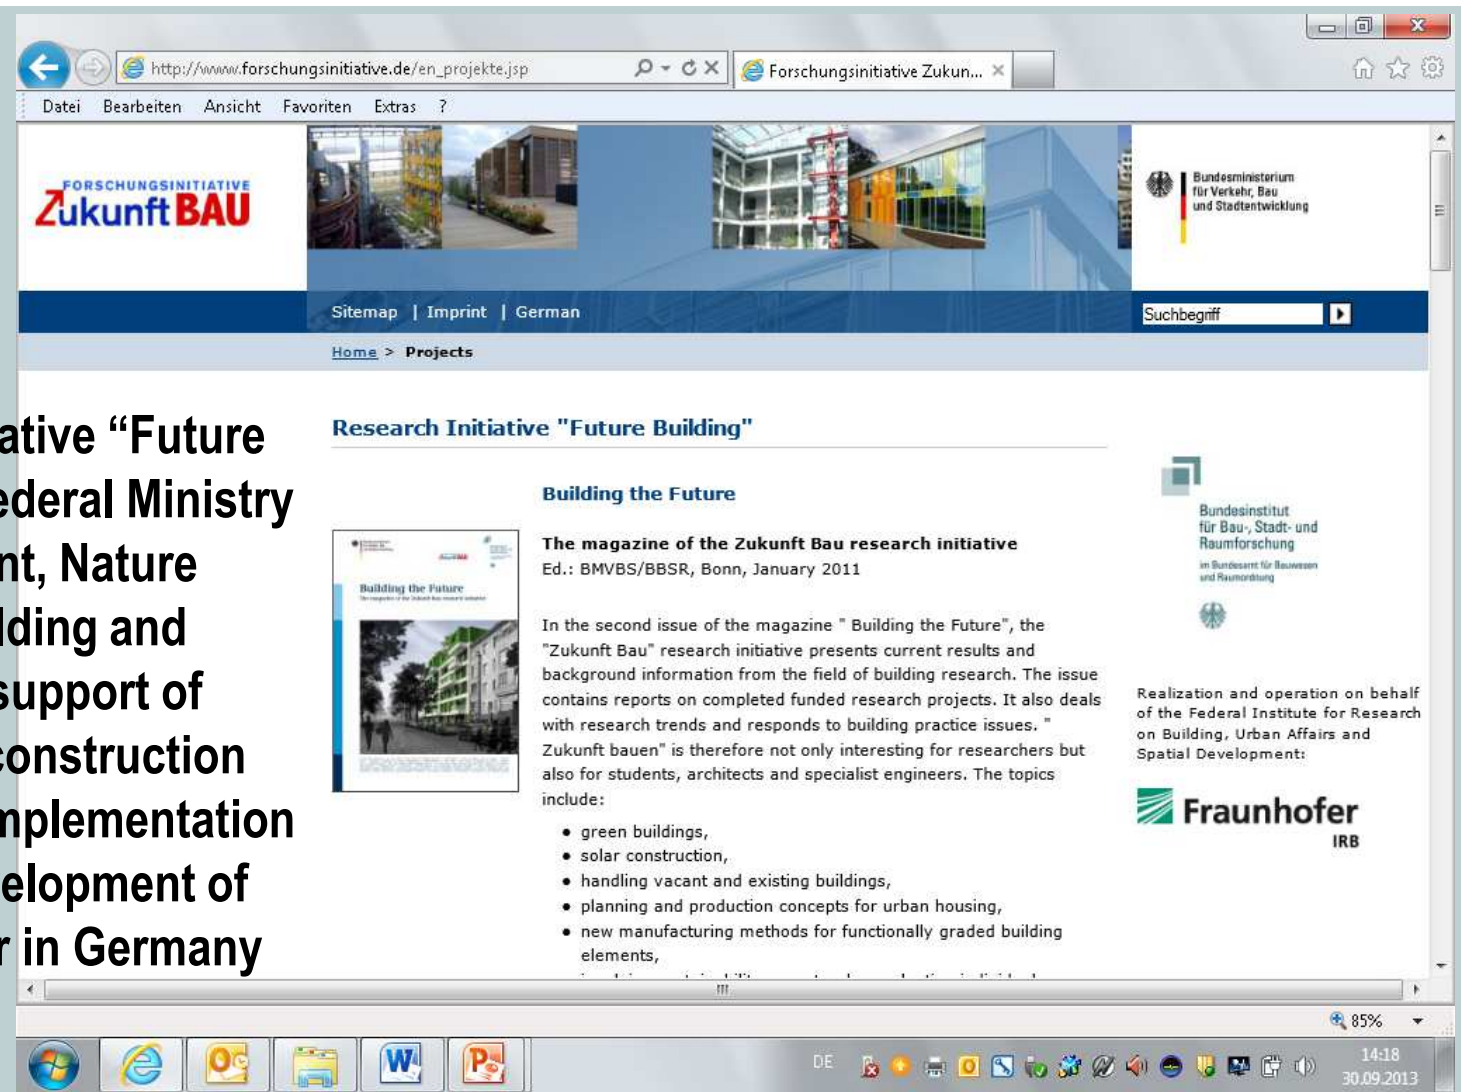 http://www.forschungsinitiative.de/en_projekte.jsp
Forschungsinitiative Zukun...
Datei Bearbeiten Ansicht Favoriten Extras ?
FORSCHUNGSINITIATIVE
Zukunft BAU
Bundesministerium
für Verkehr, Bau
und Stadtentwicklung
Sitemap | Imprint | German
Suchbegriff
Home > Projects
ative “Future
ederal Ministry
nt, Nature
lding and
support of
construction
mplementation
elopment of
r in Germany
Research Initiative "Future Building"
Building the Future
The magazine of the Zukunft Bau research initiative
Ed.: BMVBS/BBSR, Bonn, January 2011
Building the Future
In the second issue of the magazine " Building the Future", the
"Zukunft Bau" research initiative presents current results and
background information from the field of building research. The issue
contains reports on completed funded research projects. It also deals
with research trends and responds to building practice issues. "
Zukunft bauen" is therefore not only interesting for researchers but
also for students, architects and specialist engineers. The topics
include:
• green buildings,
• solar construction,
• handling vacant and existing buildings,
• planning and production concepts for urban housing,
• new manufacturing methods for functionally graded building
elements,
Bundesinstitut
für Bau-, Stadt- und
Raumforschung
im Bundesamt für Bauwesen
und Raumordnung
Realization and operation on behalf
of the Federal Institute for Research
on Building, Urban Affairs and
Spatial Development:
Fraunhofer
IRB
85%
DE
14:18
30.09.2013